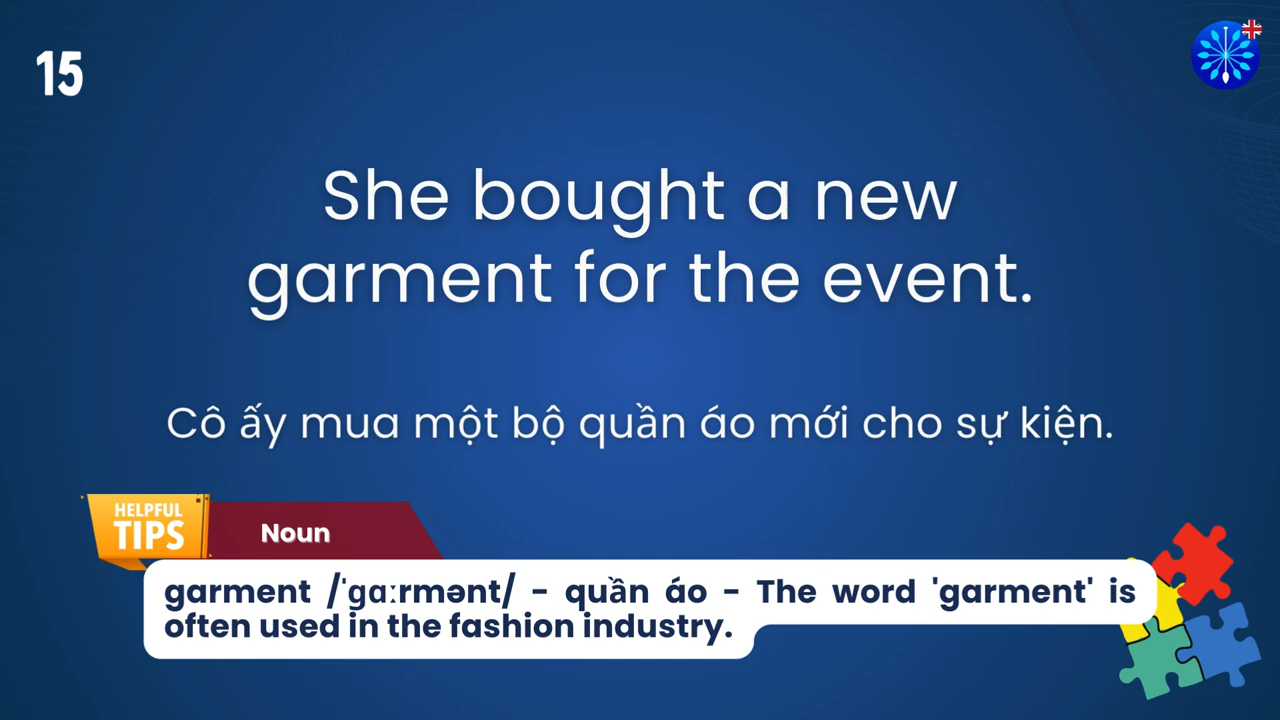 15
She bought a new
garment for the event.
Cô ấy mua một bộ quần áo mới cho sự kiện.
HELPFUL
TIPS
Noun
garment /ˈɡɑːrmənt/ - quần áo - The word 'garment' is
often used in the fashion industry.